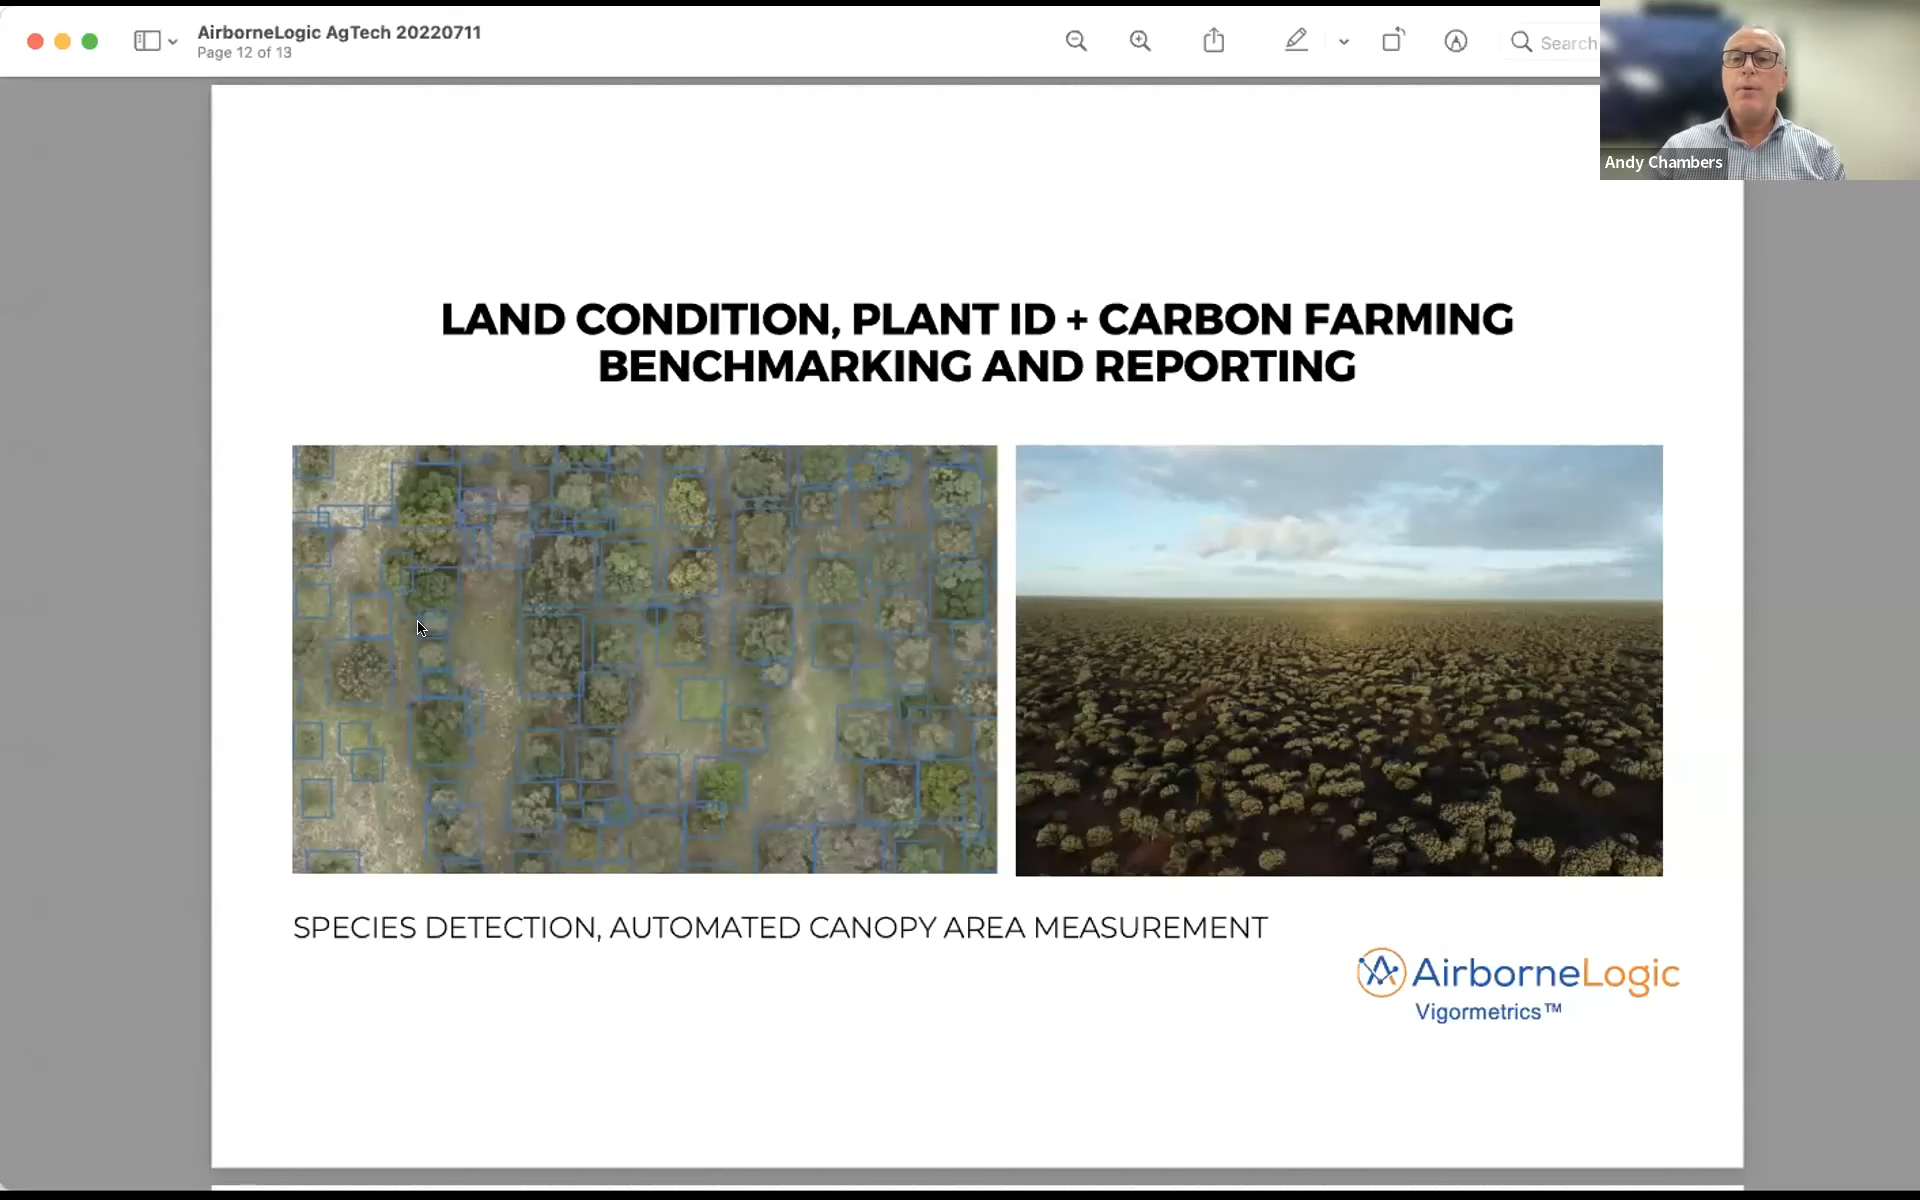 AirborneLogic AgTech 20220711
Page 12 of 13
Search
Andy Chambers
LAND CONDITION, PLANT ID + CARBON FARMING
BENCHMARKING AND REPORTING
SPECIES DETECTION, AUTOMATED CANOPY AREA MEASUREMENT
AirborneLogic
Vigormetrics™